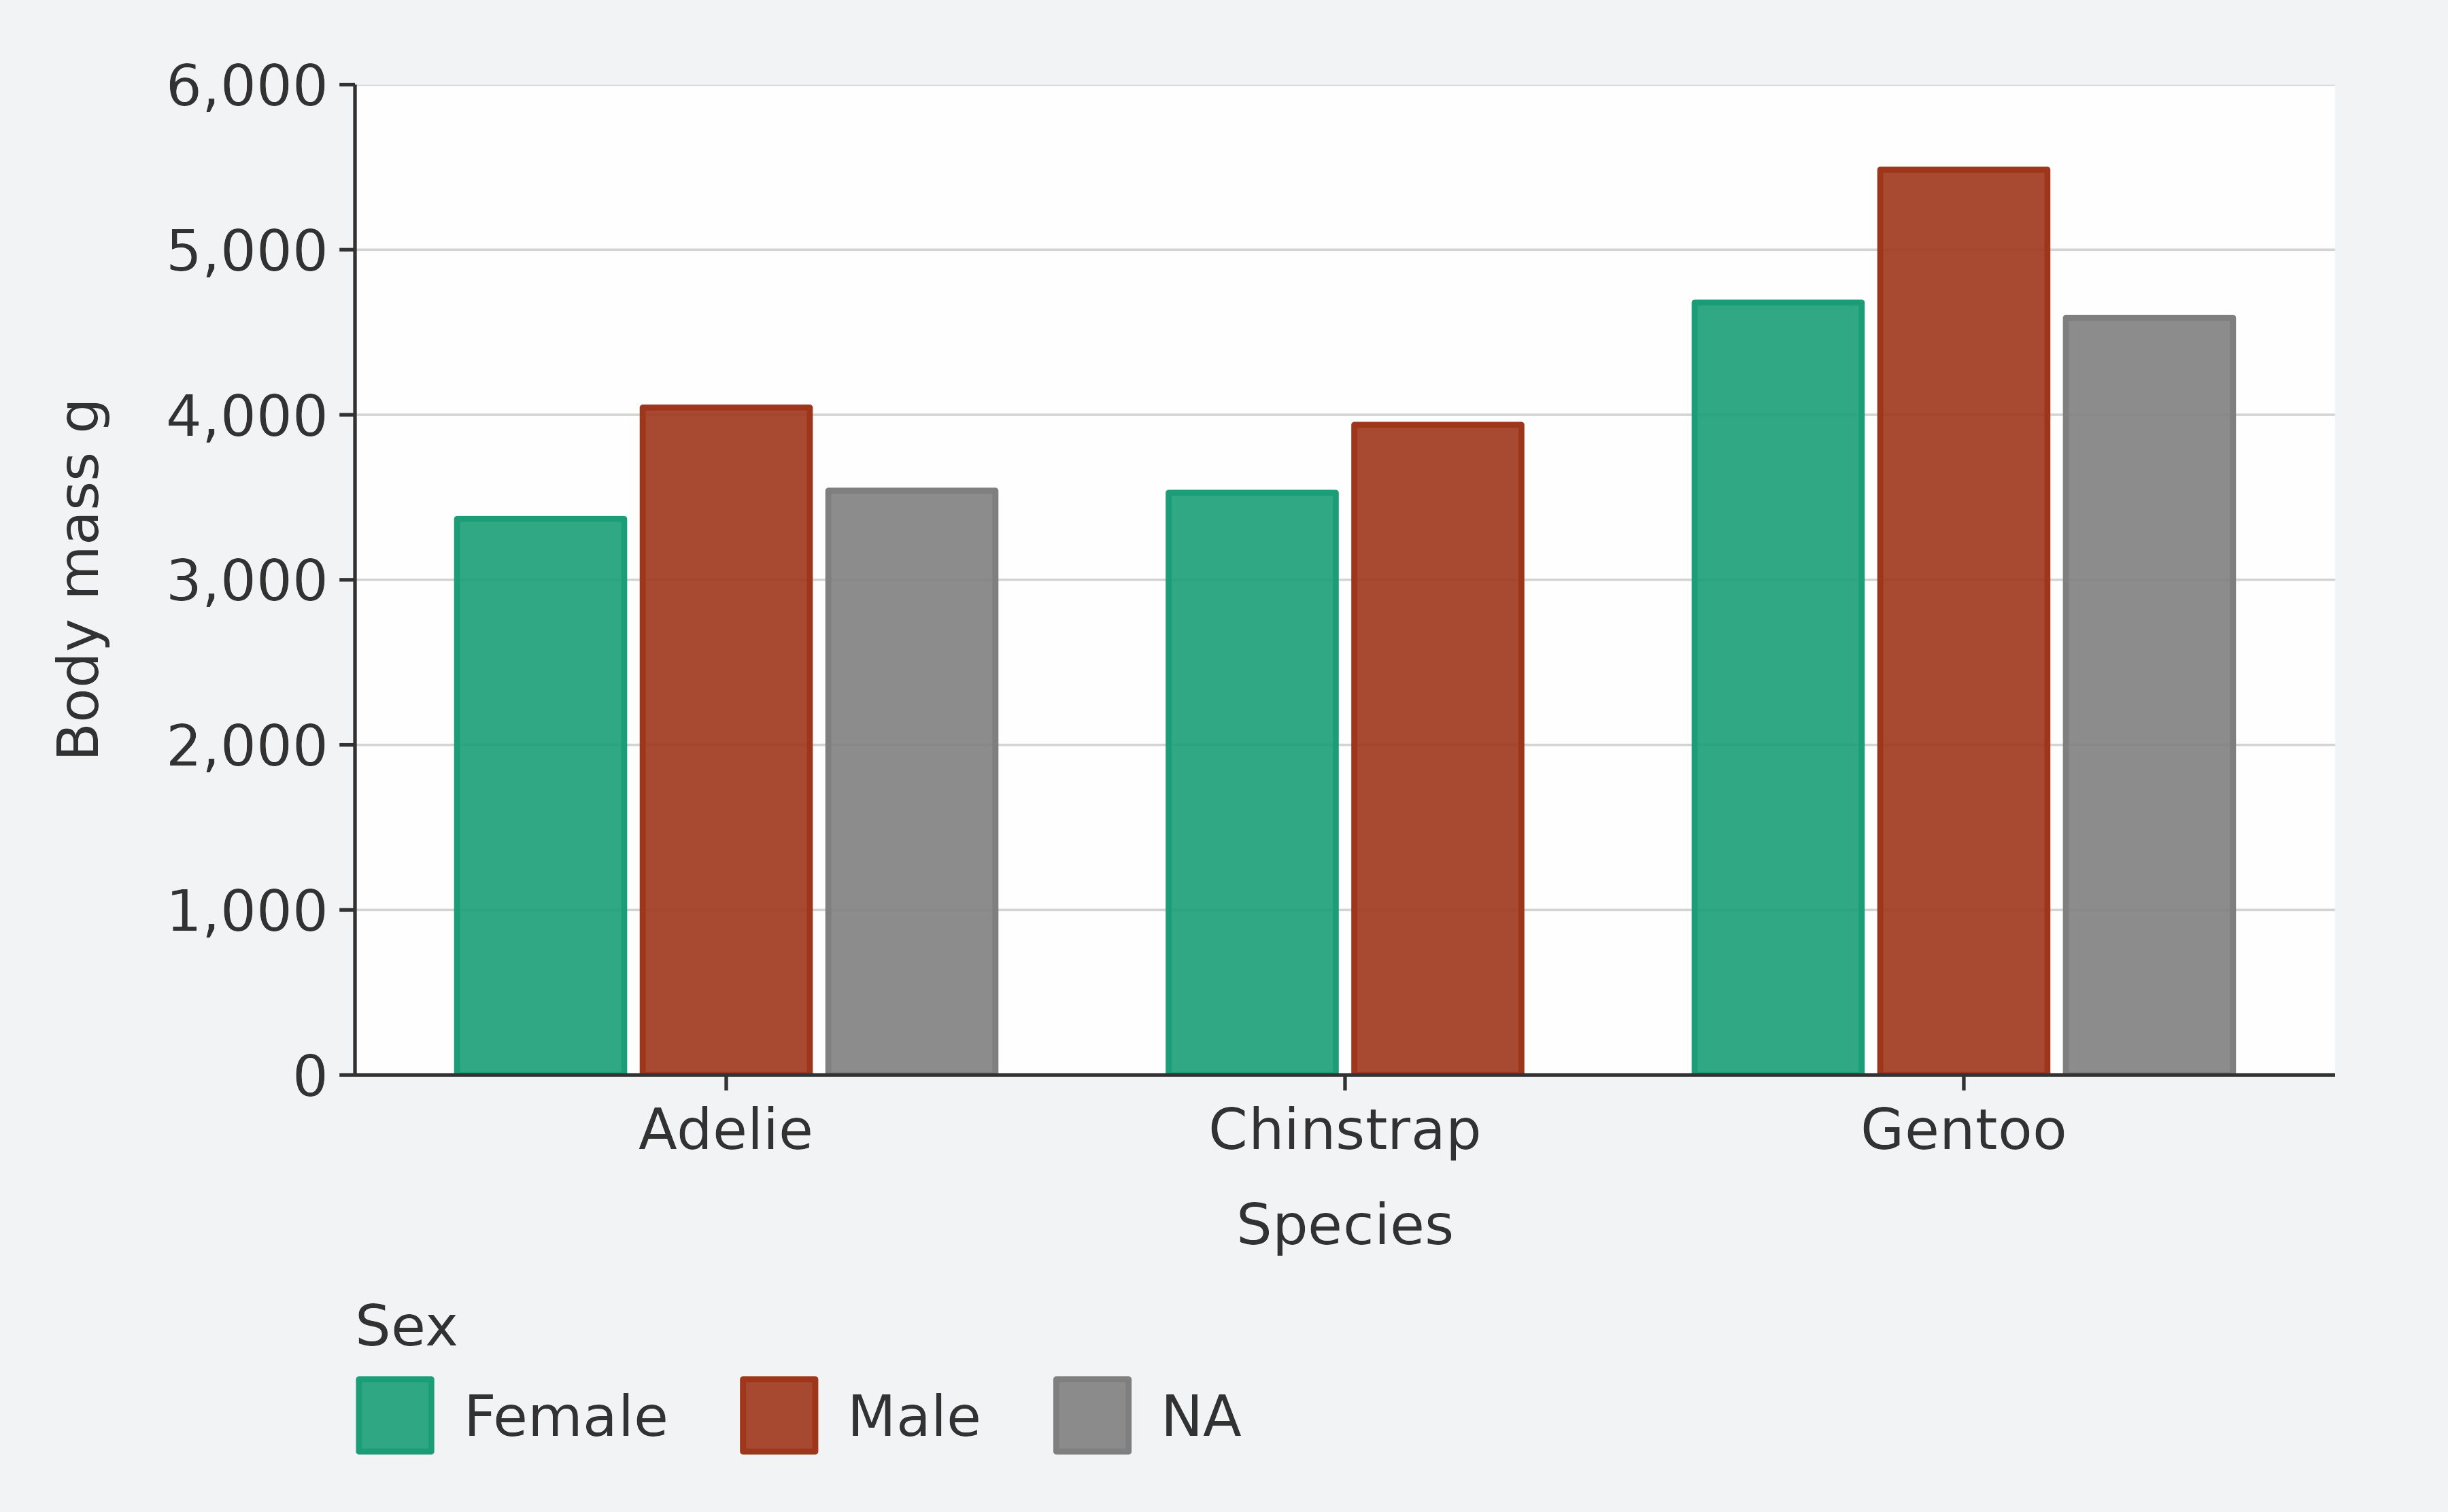 6,000
5,000
4,000
3,000
2,000
1,000
0
Body mass g
Adelie Chinstrap Gentoo
Species
Sex
Female Male NA